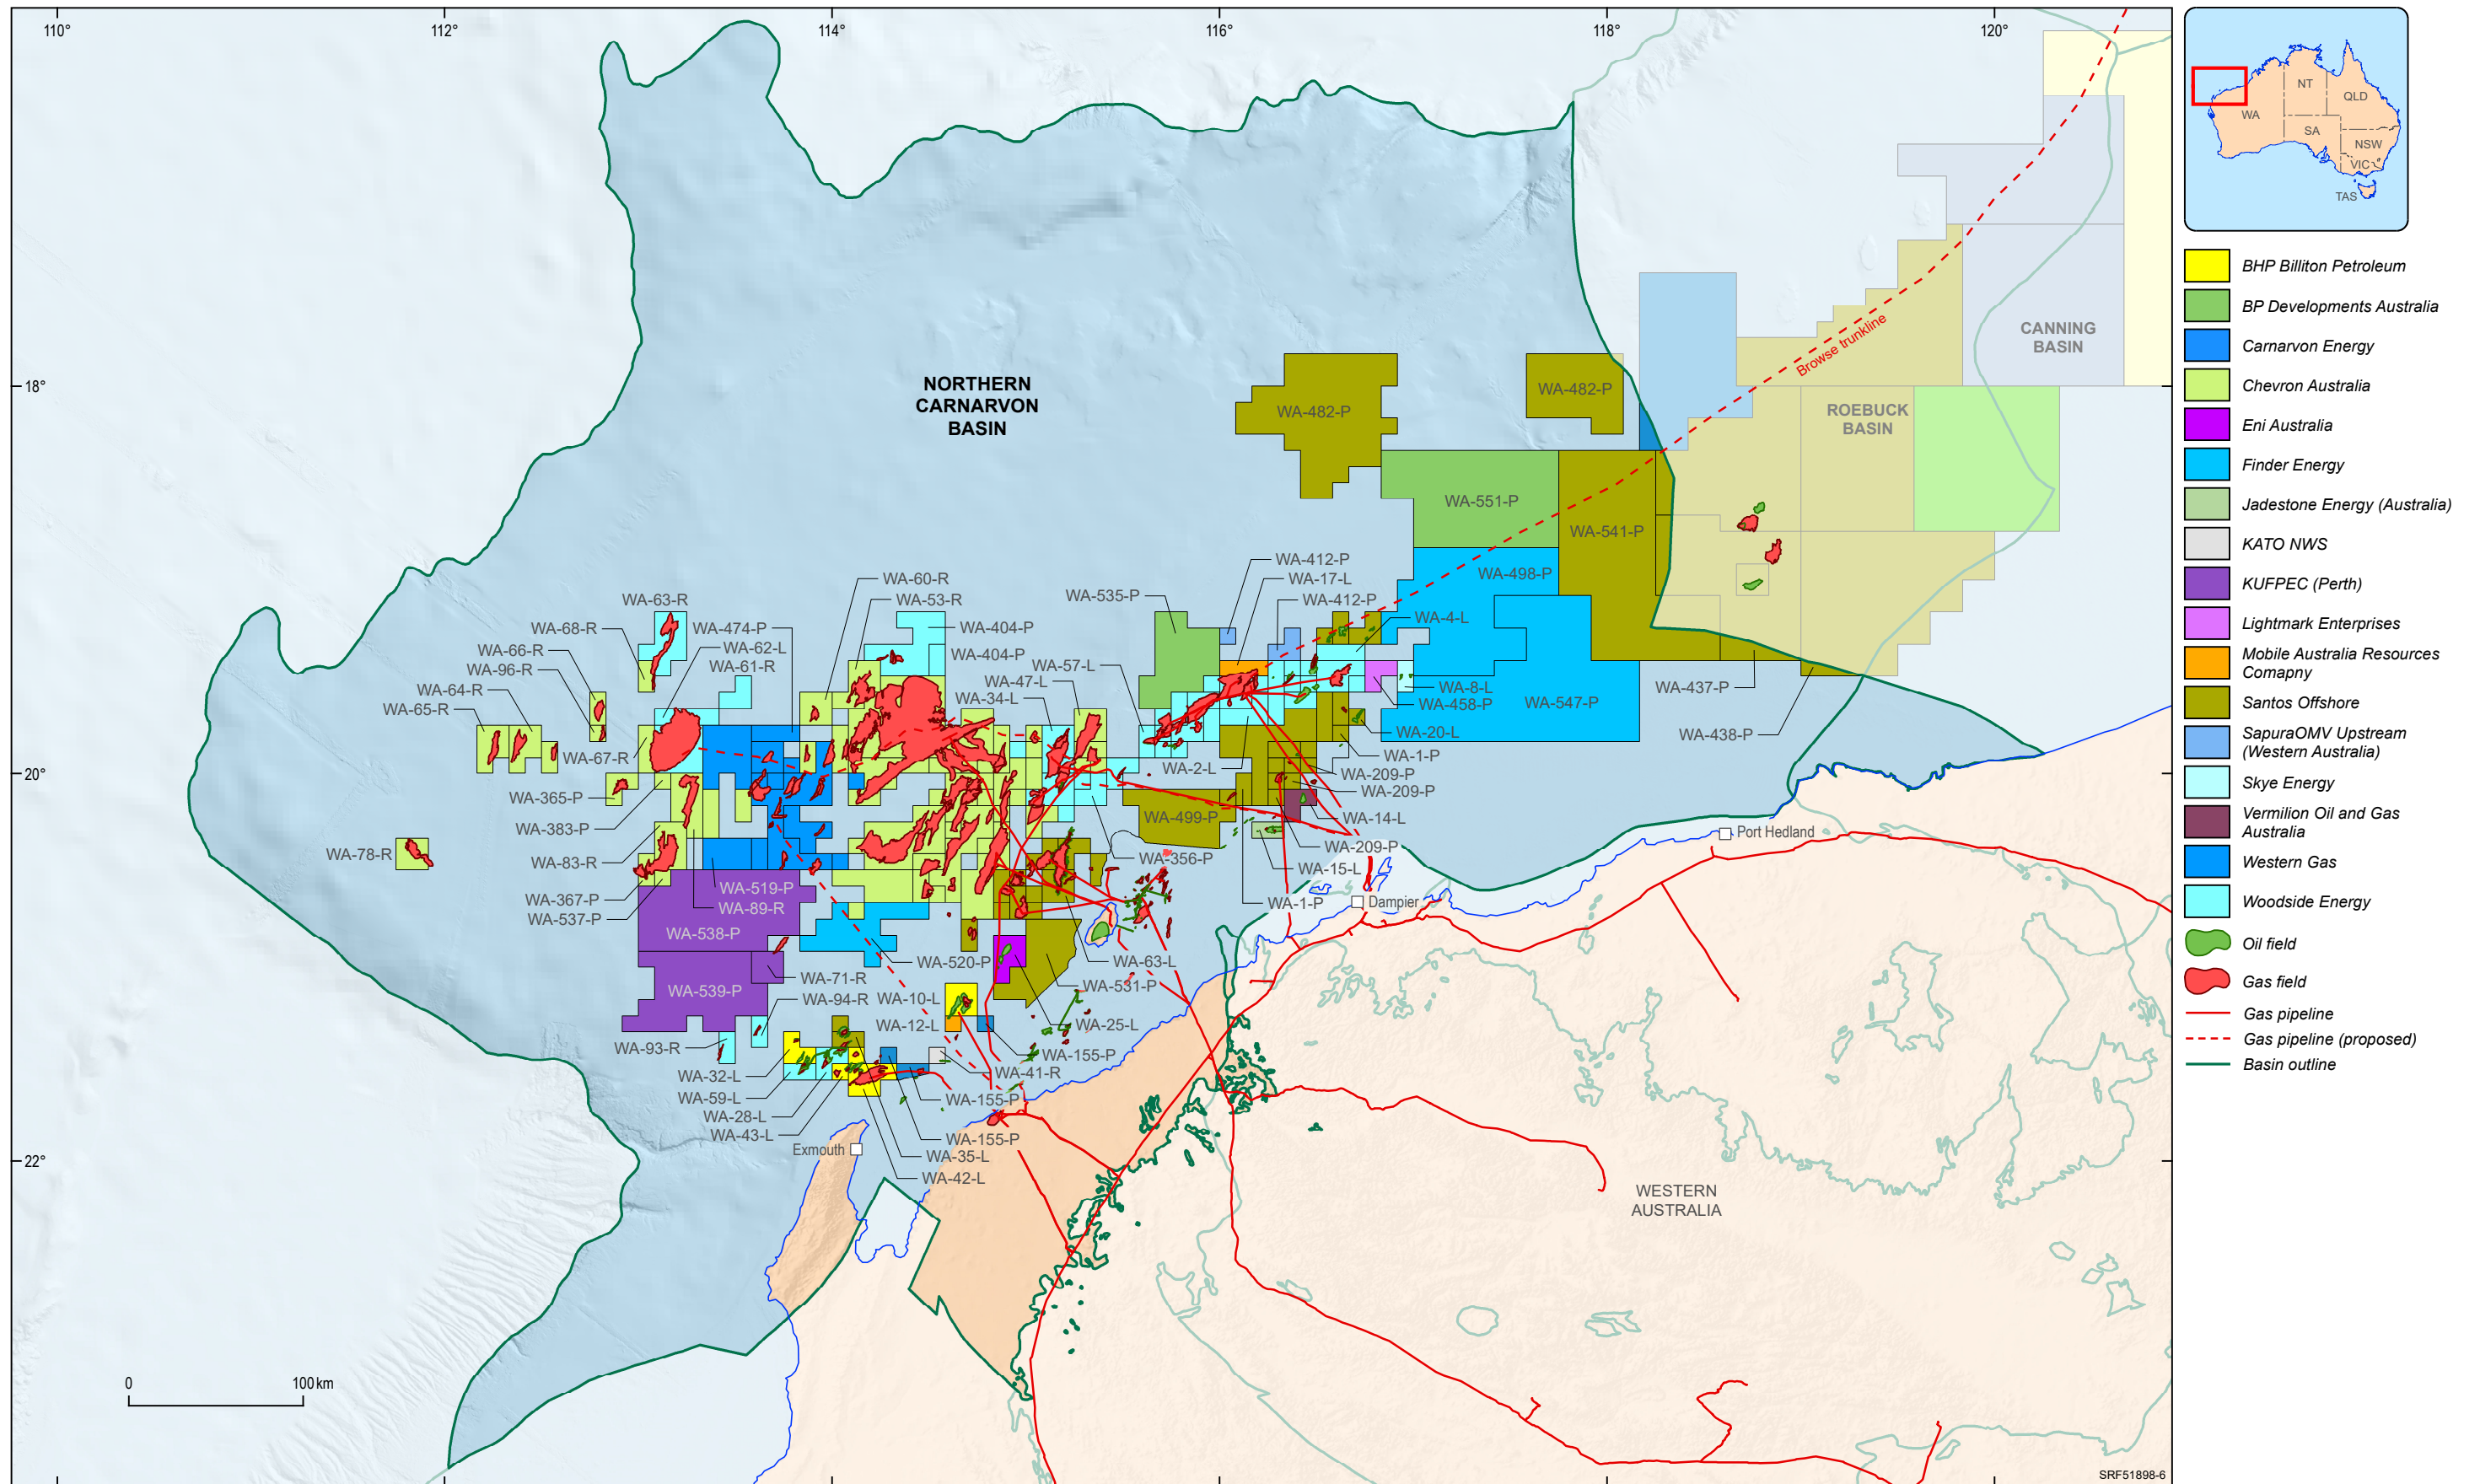 110°
112°
114°
116°
118°
120°
18°
20°
22°
NORTHERN
CARNARVON
BASIN
CANNING
BASIN
ROEBUCK
BASIN
Browse trunkline
WA-482-P
WA-482-P
WA-551-P
WA-541-P
WA-498-P
WA-547-P
WA-437-P
WA-438-P
WA-412-P
WA-17-L
WA-412-P
WA-535-P
WA-4-L
WA-60-R
WA-53-R
WA-404-P
WA-404-P
WA-57-L
WA-47-L
WA-34-L
WA-63-R
WA-68-R
WA-474-P
WA-62-L
WA-61-R
WA-66-R
WA-96-R
WA-64-R
WA-65-R
WA-67-R
WA-365-P
WA-383-P
WA-78-R
WA-83-R
WA-367-P
WA-537-P
WA-519-P
WA-89-R
WA-538-P
WA-539-P
WA-71-R
WA-94-R
WA-93-R
WA-520-P
WA-10-L
WA-12-L
WA-32-L
WA-59-L
WA-28-L
WA-43-L
WA-155-P
WA-41-R
WA-155-P
WA-155-P
WA-35-L
WA-42-L
WA-25-L
WA-531-P
WA-63-L
WA-8-L
WA-458-P
WA-20-L
WA-1-P
WA-2-L
WA-209-P
WA-209-P
WA-499-P
WA-14-L
WA-209-P
WA-356-P
WA-15-L
WA-1-P
Dampier
Port Hedland
Exmouth
WESTERN
AUSTRALIA
0
100 km
SRF51898-6
NT
QLD
WA
SA
NSW
VIC
TAS
BHP Billiton Petroleum
BP Developments Australia
Carnarvon Energy
Chevron Australia
Eni Australia
Finder Energy
Jadestone Energy (Australia)
KATO NWS
KUFPEC (Perth)
Lightmark Enterprises
Mobile Australia Resources
Comapny
Santos Offshore
SapuraOMV Upstream
(Western Australia)
Skye Energy
Vermilion Oil and Gas
Australia
Western Gas
Woodside Energy
Oil field
Gas field
Gas pipeline
Gas pipeline (proposed)
Basin outline